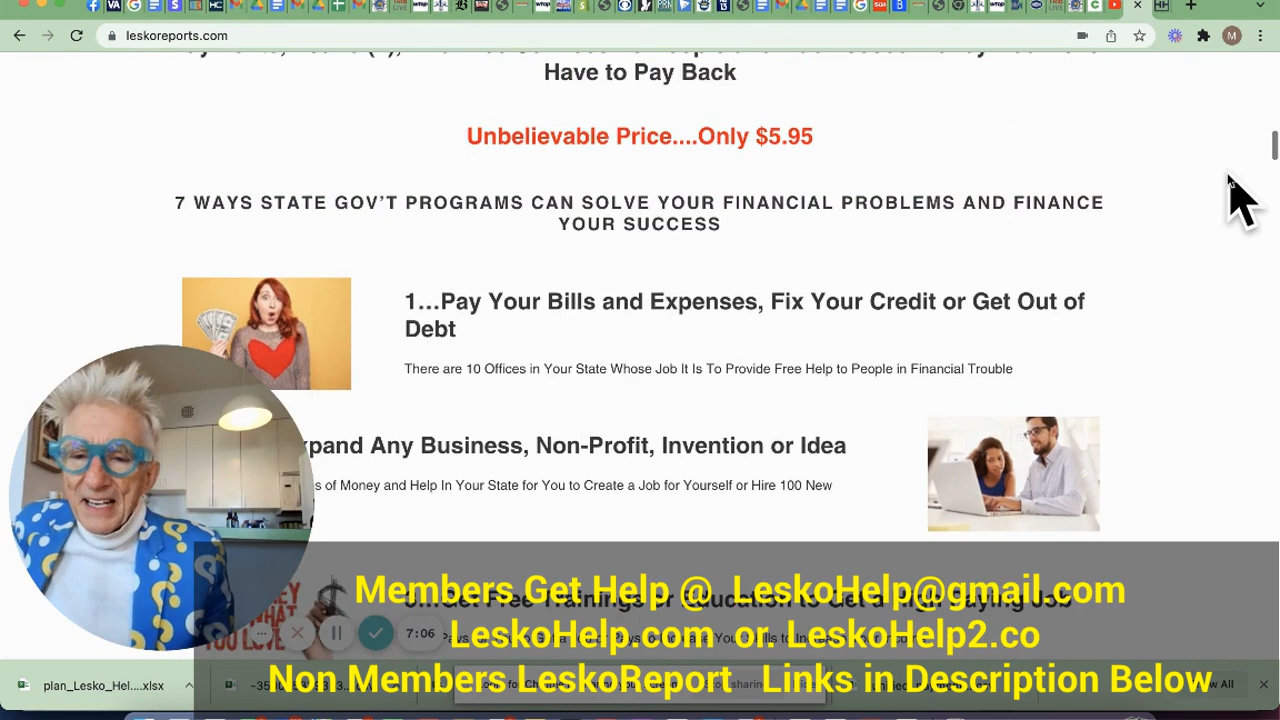 leskoreports.com
M
Have to Pay Back
Unbelievable Price....Only $5.95
7 WAYS STATE GOV'T PROGRAMS CAN SOLVE YOUR FINANCIAL PROBLEMS AND FINANCE
YOUR SUCCESS
1...Pay Your Bills and Expenses, Fix Your Credit or Get Out of
Debt
There are 10 Offices in Your State Whose Job It Is To Provide Free Help to People in Financial Trouble
xpand Any Business, Non-Profit, Invention or Idea
s of Money and Help In Your State for You to Create a Job for Yourself or Hire 100 New
Members Get Help @ LeskoHelp@gmail.com
7:06
LeskoHelp.com or. LeskoHelp2.co
Non Members LeskoReport Links in Description Below
plan_Lesko_Hel....xlsx